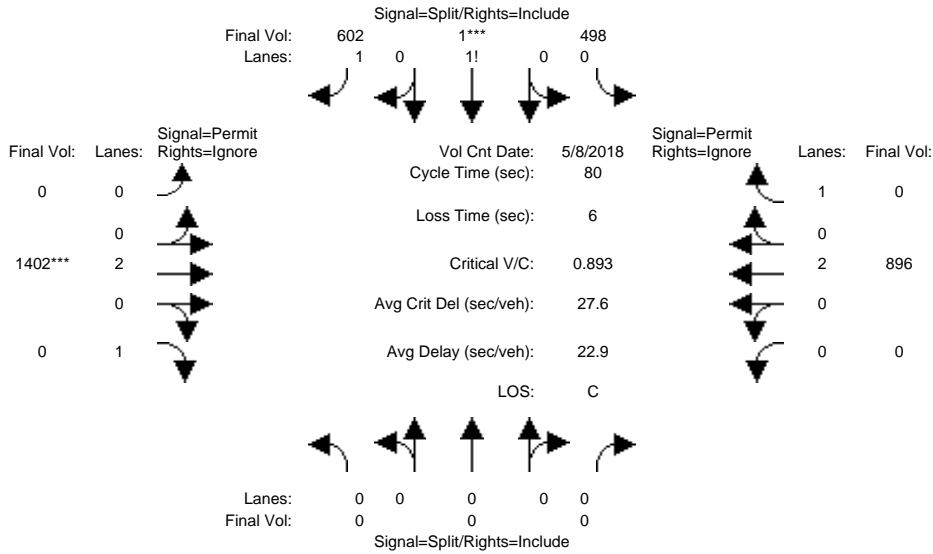 Signal=Split/Rights=Include
Final Vol: 602 1*** 498
Lanes: 1 0 1! 0 0
Signal=Permit Signal=Permit
Final Vol: Lanes: Rights=Ignore Vol Cnt Date: 5/8/2018 Rights=Ignore Lanes: Final Vol:
Cycle Time (sec): 80
0 0 1 0
Loss Time (sec): 6
0 0
1402*** 2 Critical V/C: 0.893 2 896
0 Avg Crit Del (sec/veh): 27.6 0
0 1 Avg Delay (sec/veh): 22.9 0 0
LOS: C
Lanes: 0 0 0 0 0
Final Vol: 0 0 0
Signal=Split/Rights=Include